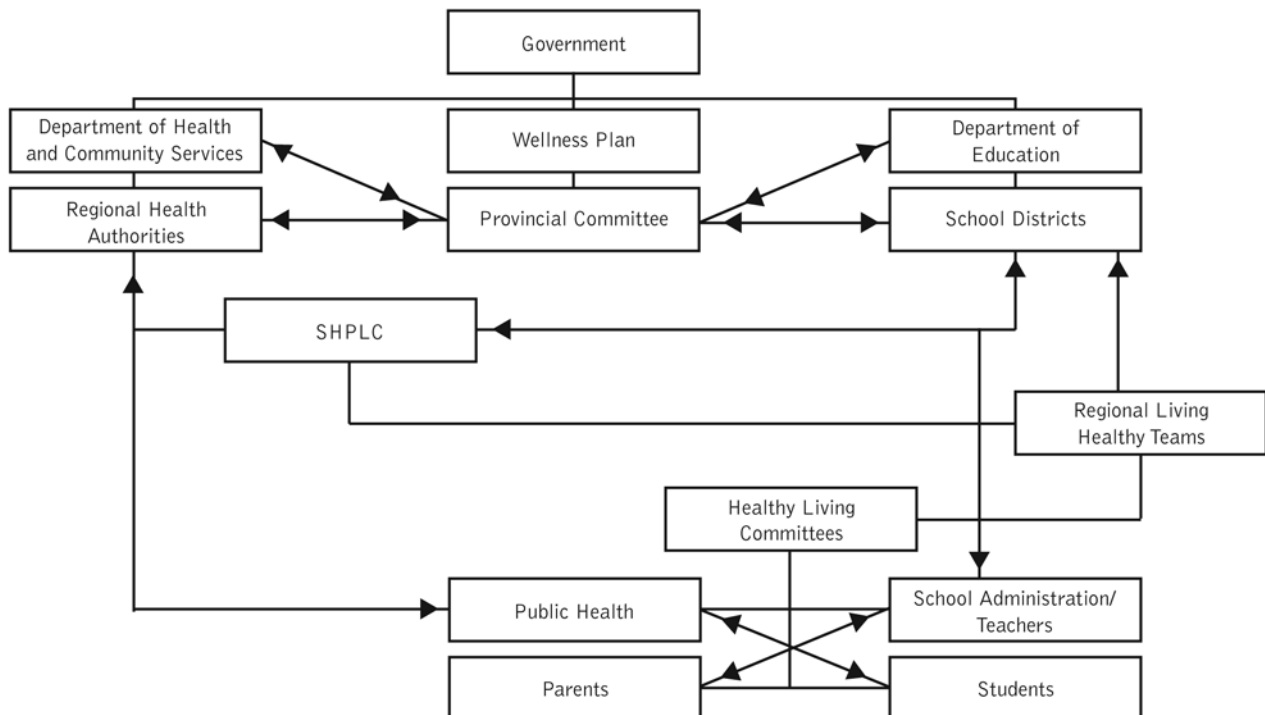 Government
Department of Health
and Community Services
Wellness Plan
Department of
Education
Regional Health
Authorities
Provincial Committee
School Districts
SHPLC
Regional Living
Healthy Teams
Healthy Living
Committees
Public Health
School Administration/
Teachers
Parents
Students